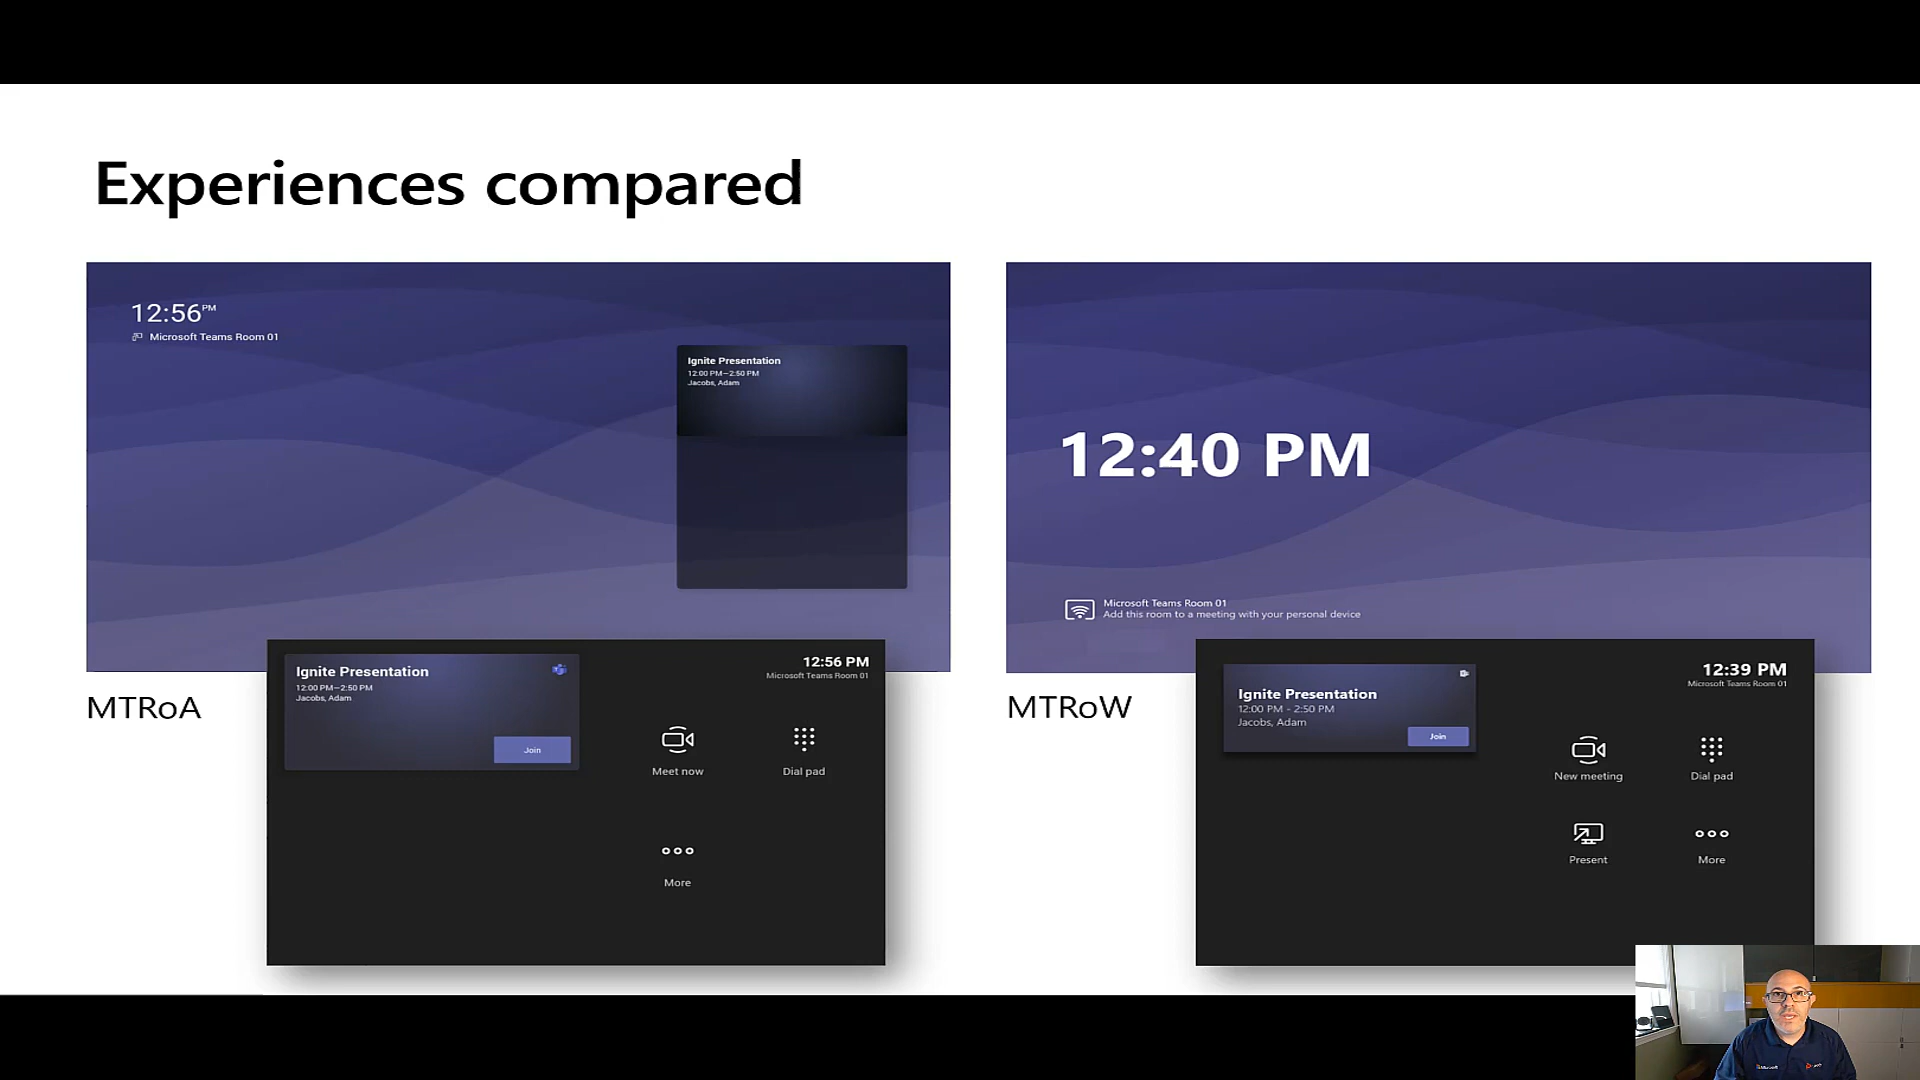 Experiences compared
12:56 PM
Microsoft Teams Room 01
Ignite Presentation
12:00 PM—2:50 PM
Jacobs, Adam
MTRoA
Ignite Presentation
12:00 PM—2:50 PM
Jacobs, Adam
Join
12:56 PM
Microsoft Teams Room 01
Meet now
Dial pad
More
12:40 PM
Microsoft Teams Room 01
Add this room to a meeting with your personal device
MTRoW
Ignite Presentation
12:00 PM - 2:50 PM
Jacobs, Adam
Join
12:39 PM
Microsoft Teams Room 01
New meeting
Dial pad
Present
More